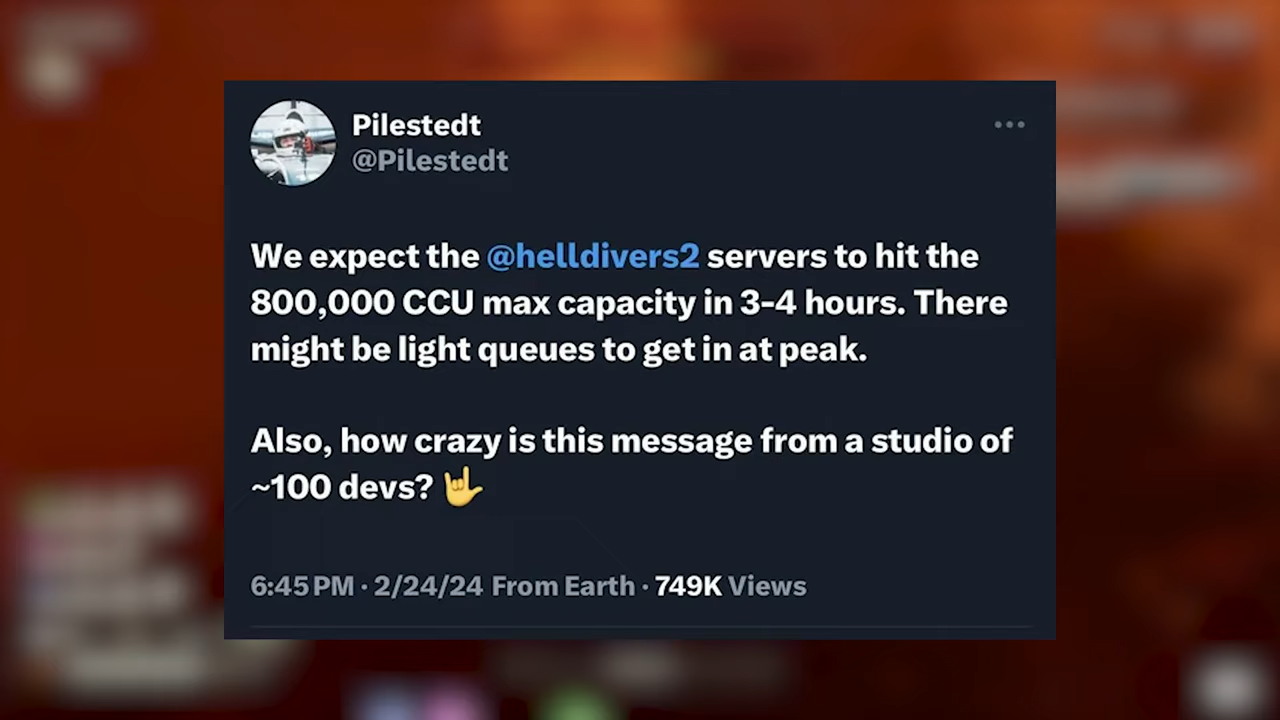 Pilestedt
@Pilestedt
We expect the @helldivers2 servers to hit the
800,000 CCU max capacity in 3-4 hours. There
might be light queues to get in at peak.
Also, how crazy is this message from a studio of
~100 devs? 🤟
6:45 PM · 2/24/24 From Earth · 749K Views